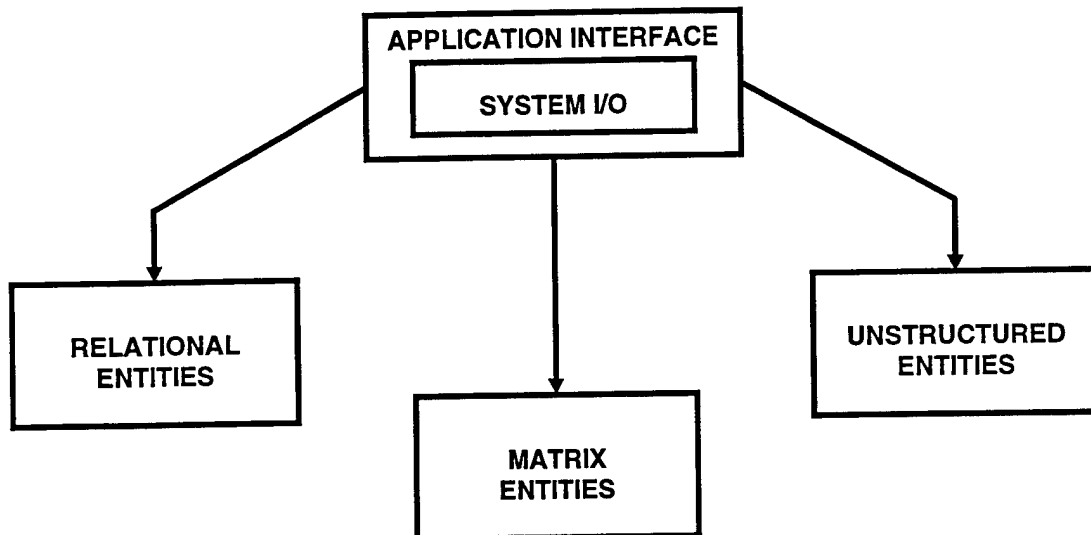 APPLICATION INTERFACE
SYSTEM I/O
RELATIONAL
ENTITIES
MATRIX
ENTITIES
UNSTRUCTURED
ENTITIES